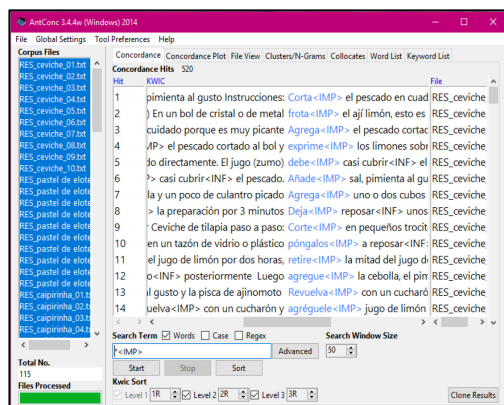 AntConc 3.4.4w (Windows) 2014
File Global Settings Tool Preferences Help
Corpus Files
RES_ceviche_01.txt
RES_ceviche_02.txt
RES_ceviche_03.txt
RES_ceviche_04.txt
RES_ceviche_05.txt
RES_ceviche_06.txt
RES_ceviche_07.txt
RES_ceviche_08.txt
RES_ceviche_09.txt
RES_ceviche_10.txt
RES_pastel de elote
RES_pastel de elote
RES_pastel de elote
RES_pastel de elote
RES_pastel de elote
RES_pastel de elote
RES_pastel de elote
RES_caipirinha_01.t
RES_caipirinha_02.t
RES_caipirinha_03.t
RES_caipirinha_04.t
Total No.
115
Files Processed
Concordance Concordance Plot File View Clusters/N-Grams Collocates Word List Keyword List
Concordance Hits 520
Hit KWIC File
1 pimienta al gusto Instrucciones: Corta<IMP> el pescado en cuad RES_ceviche
2 ) En un bol de cristal o de metal frota<IMP> el ají limón, esto es RES_ceviche
3 cuidado porque es muy picante Agrega<IMP> el pescado cortac RES_ceviche
4 MP> el pescado cortado al bol y exprime<IMP> los limones sobr RES_ceviche
5 do directamente. El jugo (zumo) debe<IMP> casi cubrir<INF> el RES_ceviche
6 P> casi cubrir<INF> el pescado. Añade<IMP> sal, pimienta al gu RES_ceviche
7 la y un poco de culantro picado Agrega<IMP> uno o dos cubos RES_ceviche
8 > la preparación por 3 minutos Deja<IMP> reposar<INF> unos RES_ceviche
9 r Ceviche de tilapia paso a paso: Corte<IMP> en pequeños trocit RES_ceviche
10 en un tazón de vidrio o plástico póngalos<IMP> a reposar<INF> RES_ceviche
11 el jugo de limón por dos horas, retire<IMP> la mitad del jugo d RES_ceviche
12 o<INF> posteriormente Luego agregue<IMP> la cebolla, el pim RES_ceviche
13 al gusto y la pisca de ajinomoto Revuelva<IMP> con un cucharó RES_ceviche
14 uelva<IMP> con un cucharón y agréguele<IMP> jugo de limón RES_ceviche
Search Term Words Case Regex Search Window Size
*<IMP> Advanced 50
Start Stop Sort
Kwic Sort
Level 1 1R Level 2 2R Level 3 3R Clone Results